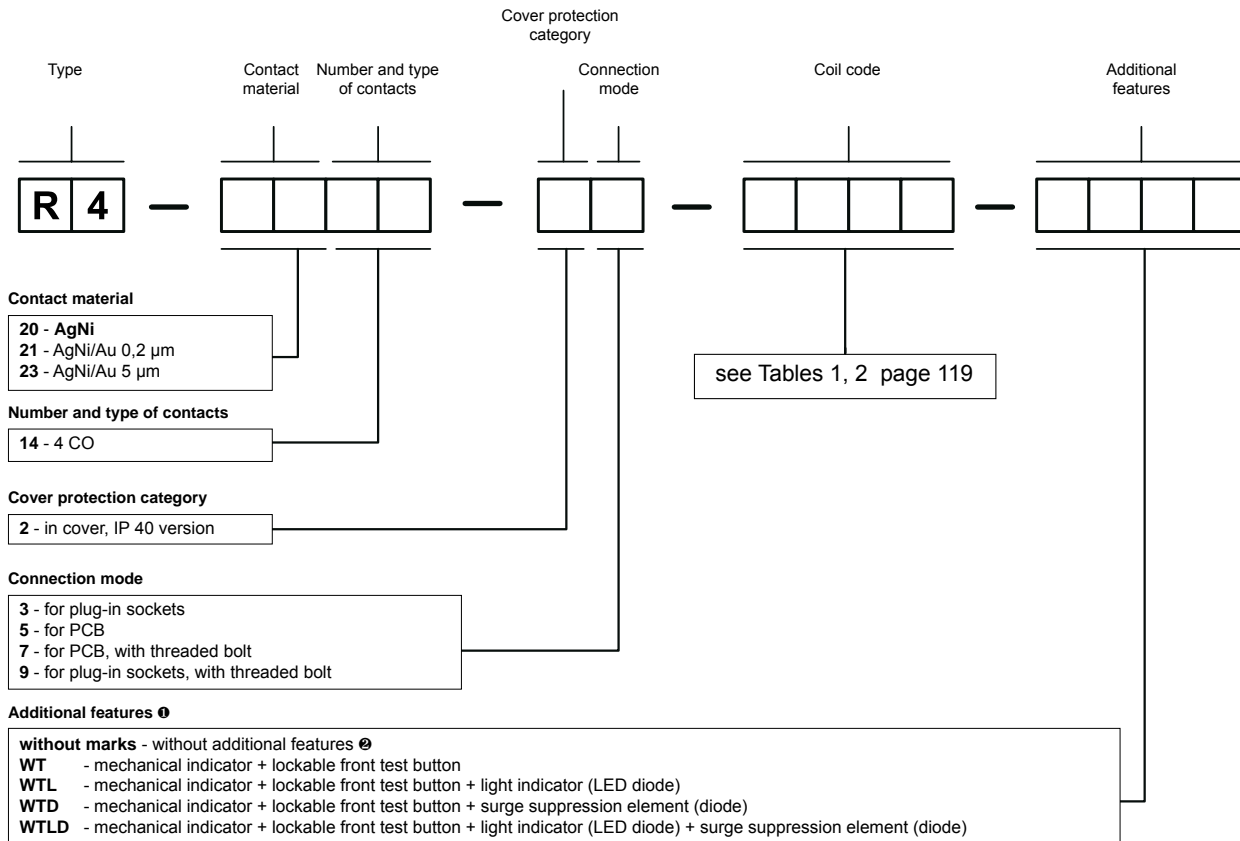 Cover protection
category
Type
Contact
material
Number and type
of contacts
Connection
mode
Coil code
Additional
features
R 4 — — — —
Contact material
20 - AgNi
21 - AgNi/Au 0,2 µm
23 - AgNi/Au 5 µm
see Tables 1, 2 page 119
Number and type of contacts
14 - 4 CO
Cover protection category
2 - in cover, IP 40 version
Connection mode
3 - for plug-in sockets
5 - for PCB
7 - for PCB, with threaded bolt
9 - for plug-in sockets, with threaded bolt
Additional features ❶
without marks - without additional features ❷
WT - mechanical indicator + lockable front test button
WTL - mechanical indicator + lockable front test button + light indicator (LED diode)
WTD - mechanical indicator + lockable front test button + surge suppression element (diode)
WTLD - mechanical indicator + lockable front test button + light indicator (LED diode) + surge suppression element (diode)